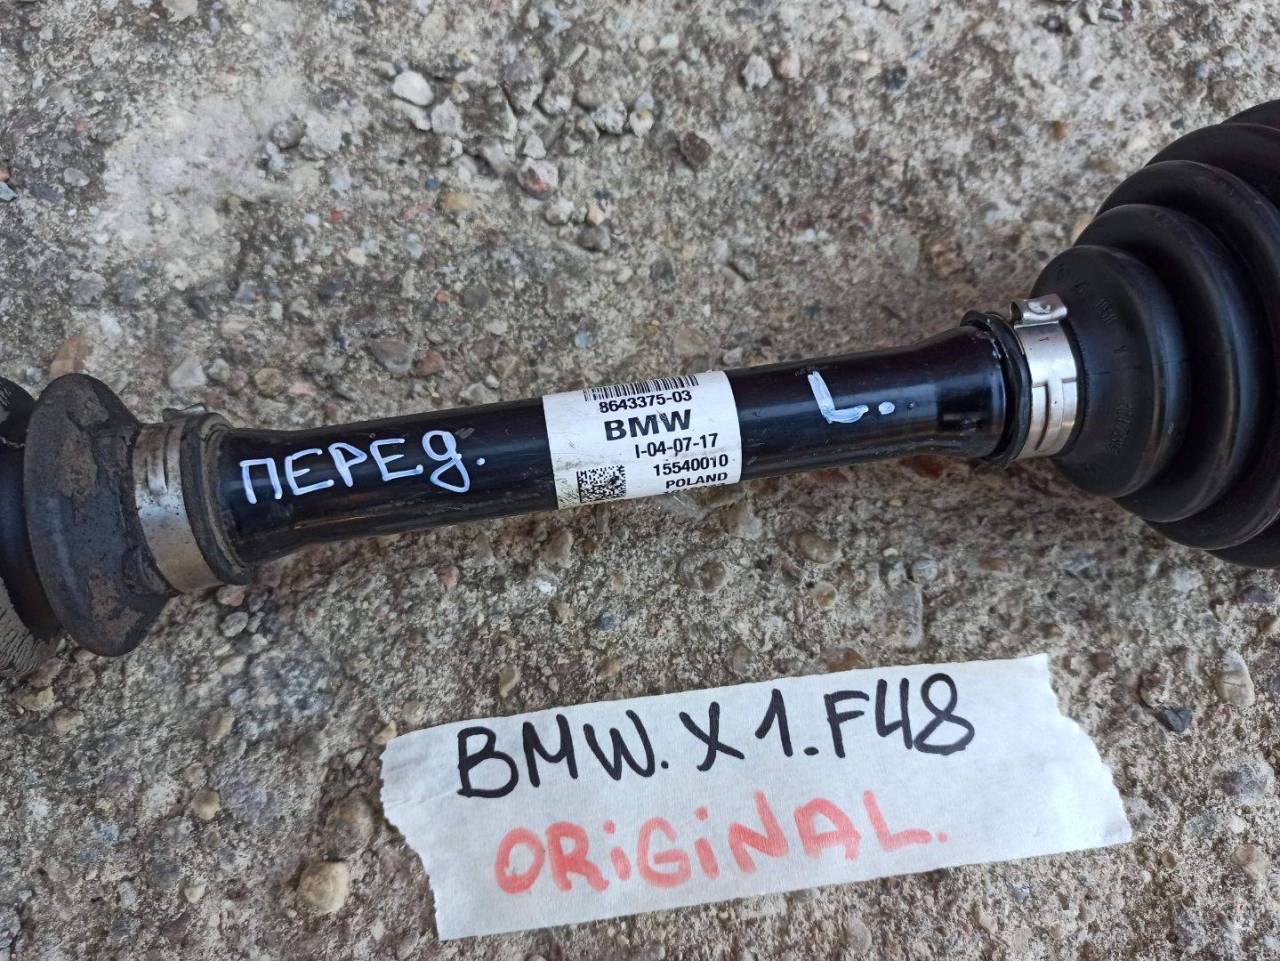 8643375-03
BMW
I-04-07-17
15540010
POLAND
ПЕРЕД.
L.
BMW. X1. F48
ORiGiNAL.